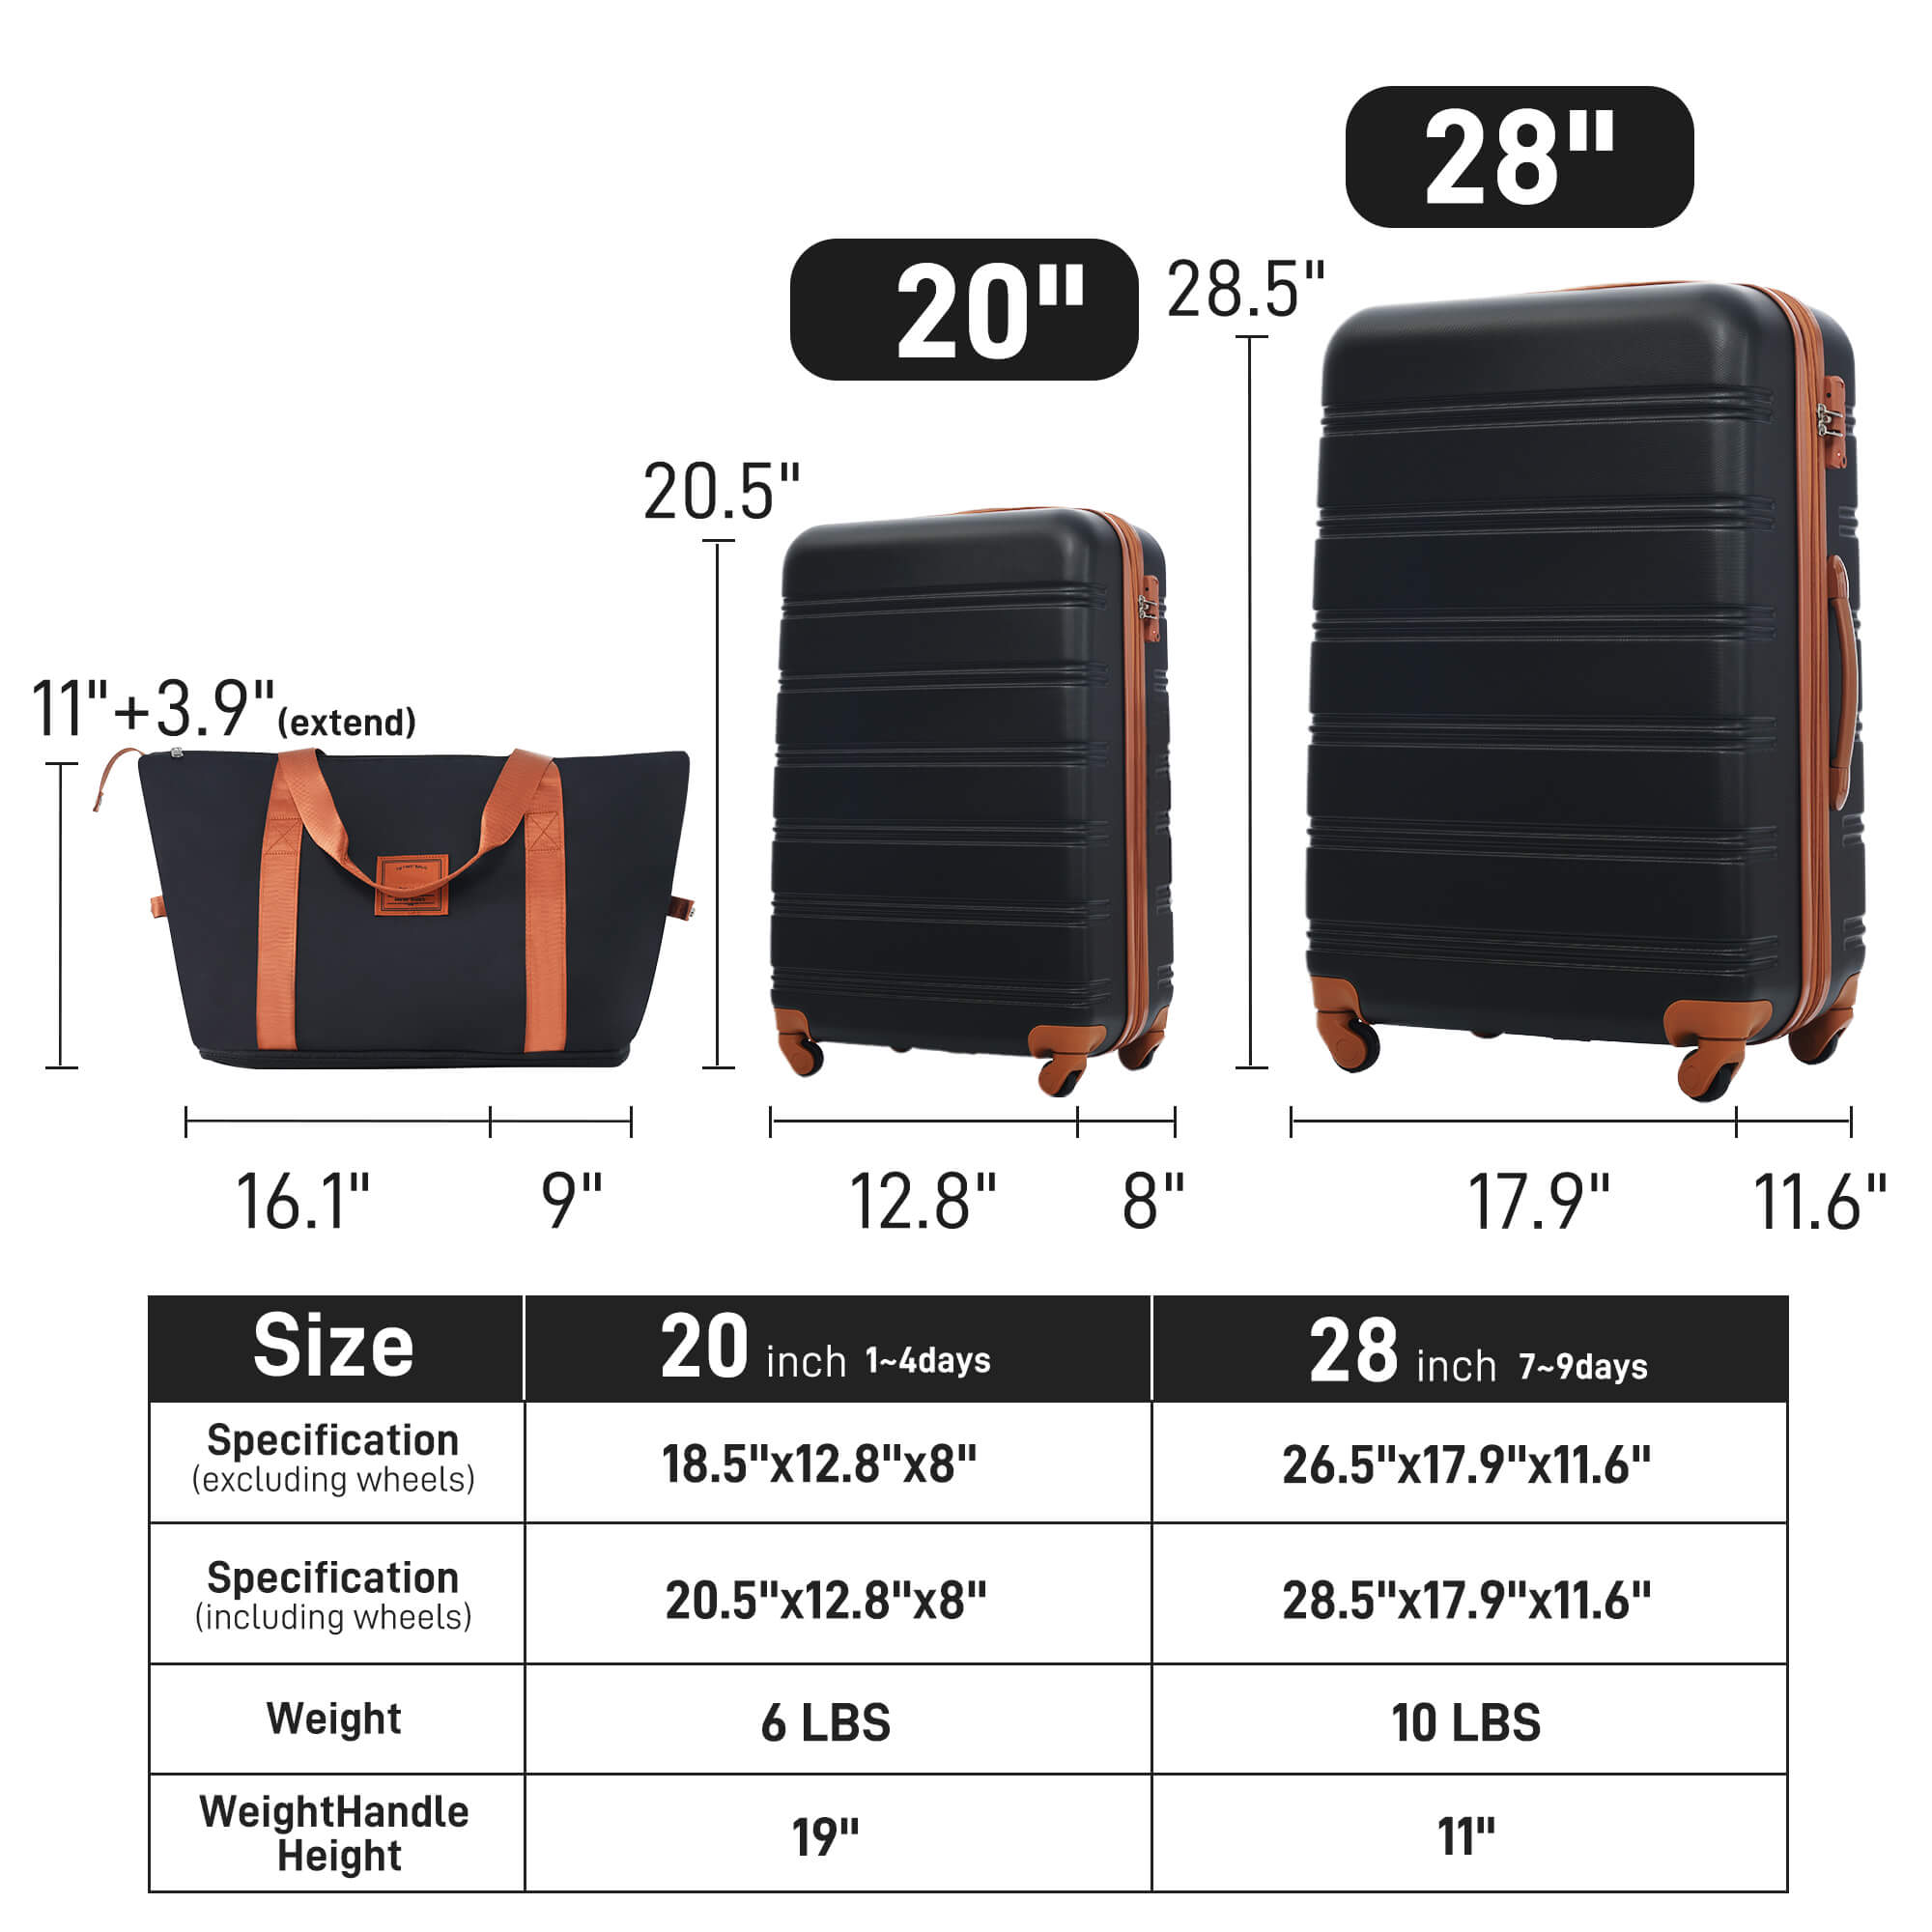 28"
20"
28.5"
20.5"
11"+3.9"(extend)
16.1" 9" 12.8" 8" 17.9" 11.6"
Size 20 inch 1~4days 28 inch 7~9days
Specification
(excluding wheels)
18.5"x12.8"x8" 26.5"x17.9"x11.6"
Specification
(including wheels)
20.5"x12.8"x8" 28.5"x17.9"x11.6"
Weight 6 LBS 10 LBS
WeightHandle
Height
19" 11"